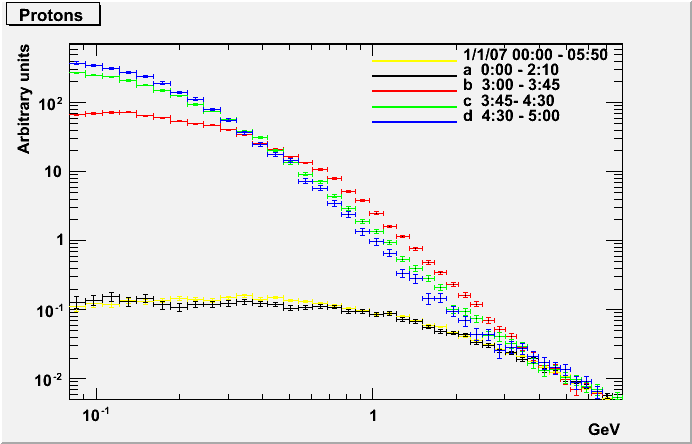 Protons
Arbitrary units
10²
10
1
10⁻¹
10⁻²
1/1/07 00:00 - 05:50
a 0:00 - 2:10
b 3:00 - 3:45
c 3:45- 4:30
d 4:30 - 5:00
10⁻¹
1
GeV